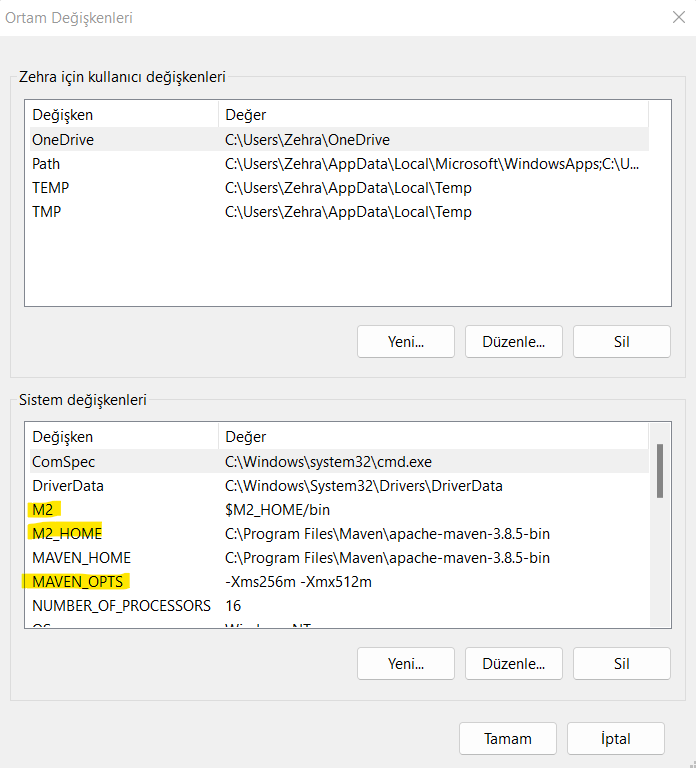 Ortam Değişkenleri
Zehra için kullanıcı değişkenleri
Değişken Değer
OneDrive C:\Users\Zehra\OneDrive
Path C:\Users\Zehra\AppData\Local\Microsoft\WindowsApps;C:\U...
TEMP C:\Users\Zehra\AppData\Local\Temp
TMP C:\Users\Zehra\AppData\Local\Temp
Yeni... Düzenle... Sil
Sistem değişkenleri
Değişken Değer
ComSpec C:\Windows\system32\cmd.exe
DriverData C:\Windows\System32\Drivers\DriverData
M2 $M2_HOME/bin
M2_HOME C:\Program Files\Maven\apache-maven-3.8.5-bin
MAVEN_HOME C:\Program Files\Maven\apache-maven-3.8.5-bin
MAVEN_OPTS -Xms256m -Xmx512m
NUMBER_OF_PROCESSORS 16
OS Windows_NT
Yeni... Düzenle... Sil
Tamam İptal